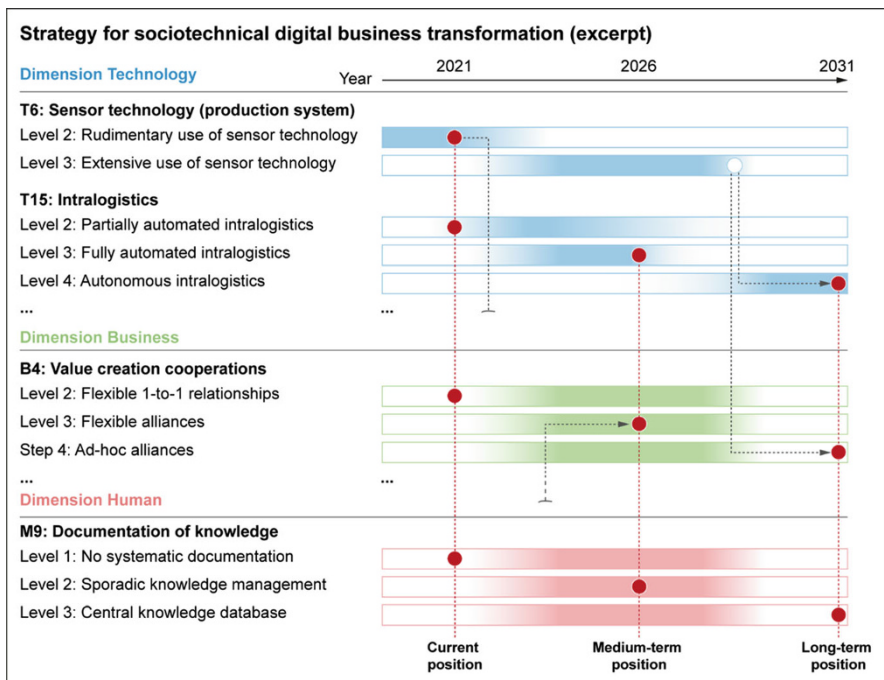 Strategy for sociotechnical digital business transformation (excerpt)
Dimension Technology
Year 2021 2026 2031
T6: Sensor technology (production system)
Level 2: Rudimentary use of sensor technology
Level 3: Extensive use of sensor technology
T15: Intralogistics
Level 2: Partially automated intralogistics
Level 3: Fully automated intralogistics
Level 4: Autonomous intralogistics
... ...
Dimension Business
B4: Value creation cooperations
Level 2: Flexible 1-to-1 relationships
Level 3: Flexible alliances
Step 4: Ad-hoc alliances
... ...
Dimension Human
M9: Documentation of knowledge
Level 1: No systematic documentation
Level 2: Sporadic knowledge management
Level 3: Central knowledge database
Current position
Medium-term position
Long-term position